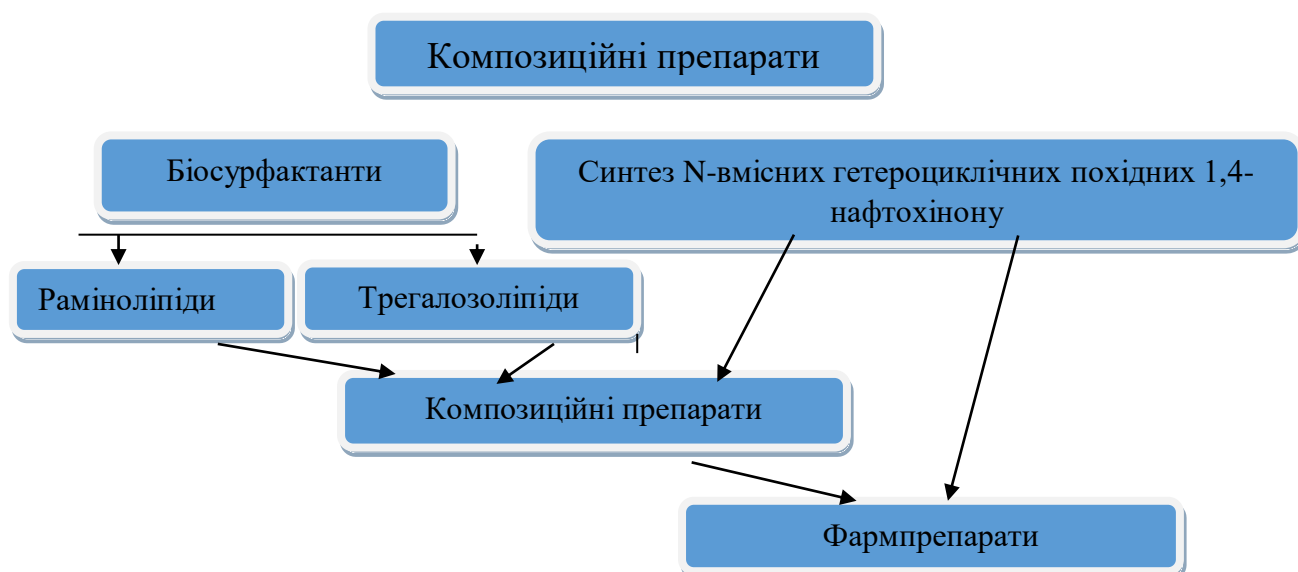 Композиційні препарати
Біосурфактанти
Синтез N-вмісних гетероциклічних похідних 1,4-
нафтохінону
Раміноліпіди
Трегалозоліпіди
Композиційні препарати
Фармпрепарати